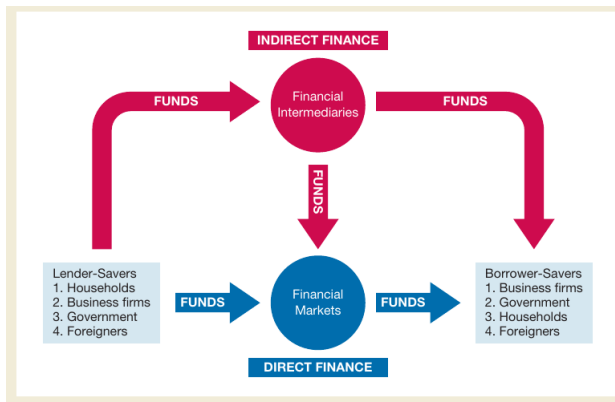 INDIRECT FINANCE
FUNDS
Financial
Intermediaries
FUNDS
FUNDS
Lender-Savers
1. Households
2. Business firms
3. Government
4. Foreigners
FUNDS
Financial
Markets
FUNDS
Borrower-Savers
1. Business firms
2. Government
3. Households
4. Foreigners
DIRECT FINANCE